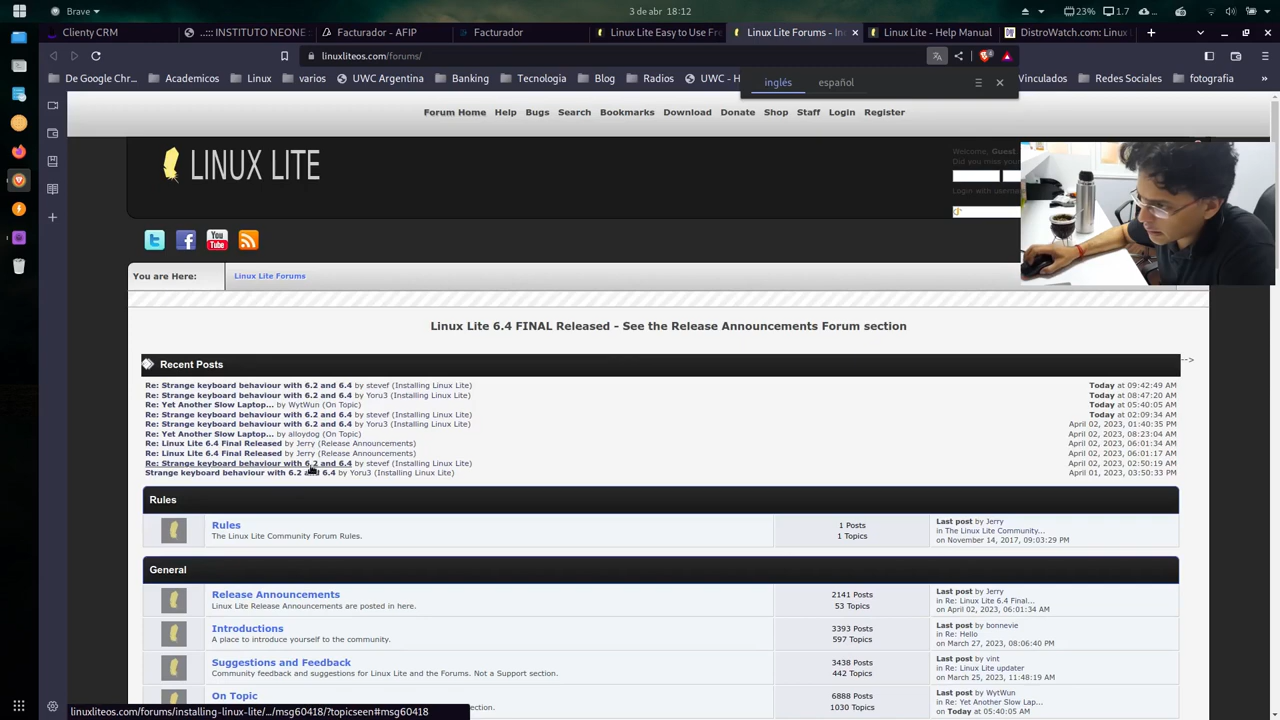 Brave
3 de abr 18:12
23%
1.7
Clienty CRM
..::: INSTITUTO NEONE
Facturador - AFIP
Facturador
Linux Lite Easy to Use Fre
Linux Lite Forums - In
Linux Lite - Help Manual
DistroWatch.com: Linux
linuxliteos.com/forums/
De Google Chr...
Academicos
Linux
varios
UWC Argentina
Banking
Tecnologia
Blog
Radios
UWC - H
Vinculados
Redes Sociales
fotografia
inglés
español
Forum Home
Help
Bugs
Search
Bookmarks
Download
Donate
Shop
Staff
Login
Register
LINUX LITE
Welcome, Guest
Did you miss your
Login with userna
You are Here:
Linux Lite Forums
Linux Lite 6.4 FINAL Released - See the Release Announcements Forum section
Recent Posts
-->
Re: Strange keyboard behaviour with 6.2 and 6.4 by stevef (Installing Linux Lite) Today at 09:42:49 AM
Re: Strange keyboard behaviour with 6.2 and 6.4 by Yoru3 (Installing Linux Lite) Today at 08:47:20 AM
Re: Yet Another Slow Laptop... by WytWun (On Topic) Today at 05:40:05 AM
Re: Strange keyboard behaviour with 6.2 and 6.4 by stevef (Installing Linux Lite) Today at 02:09:34 AM
Re: Strange keyboard behaviour with 6.2 and 6.4 by Yoru3 (Installing Linux Lite) April 02, 2023, 01:40:35 PM
Re: Yet Another Slow Laptop... by alloydog (On Topic) April 02, 2023, 08:23:04 AM
Re: Linux Lite 6.4 Final Released by Jerry (Release Announcements) April 02, 2023, 06:01:34 AM
Re: Linux Lite 6.4 Final Released by Jerry (Release Announcements) April 02, 2023, 06:01:17 AM
Re: Strange keyboard behaviour with 6.2 and 6.4 by stevef (Installing Linux Lite) April 02, 2023, 02:50:19 AM
Strange keyboard behaviour with 6.2 and 6.4 by Yoru3 (Installing Linux Lite) April 01, 2023, 03:50:33 PM
Rules
Rules
The Linux Lite Community Forum Rules.
1 Posts
1 Topics
Last post by Jerry
in The Linux Lite Community...
on November 14, 2017, 09:03:29 PM
General
Release Announcements
Linux Lite Release Announcements are posted in here.
2141 Posts
53 Topics
Last post by Jerry
in Re: Linux Lite 6.4 Final...
on April 02, 2023, 06:01:34 AM
Introductions
A place to introduce yourself to the community.
3393 Posts
597 Topics
Last post by bonnevie
in Re: Hello
on March 27, 2023, 08:06:40 PM
Suggestions and Feedback
Community feedback and suggestions for Linux Lite and the Forums. Not a Support section.
3438 Posts
442 Topics
Last post by vint
in Re: Linux Lite updater
on March 25, 2023, 11:48:19 AM
On Topic
section.
6888 Posts
1030 Topics
Last post by WytWun
in Re: Yet Another Slow Lap...
on Today at 05:40:05 AM
linuxliteos.com/forums/installing-linux-lite/.../msg60418/?topicseen#msg60418